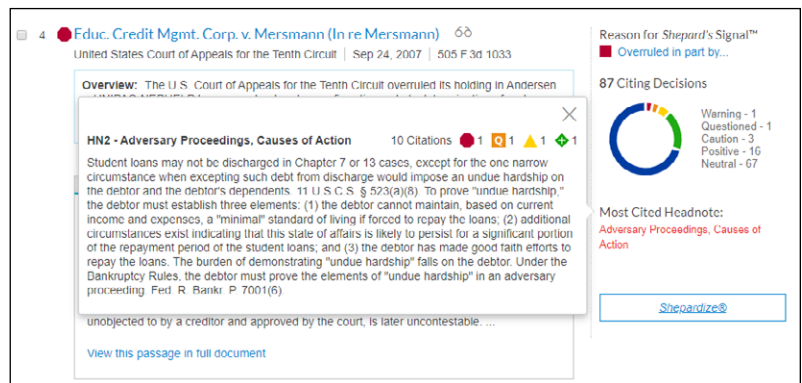 4 Educ. Credit Mgmt. Corp. v. Mersmann (In re Mersmann)
United States Court of Appeals for the Tenth Circuit | Sep 24, 2007 | 505 F.3d 1033
Overview: The U.S. Court of Appeals for the Tenth Circuit overruled its holding in Andersen
HN2 - Adversary Proceedings, Causes of Action 10 Citations 1 Q 1 1 1
Student loans may not be discharged in Chapter 7 or 13 cases, except for the one narrow
circumstance when excepting such debt from discharge would impose an undue hardship on
the debtor and the debtor's dependents. 11 U.S.C.S. § 523(a)(8). To prove "undue hardship,"
the debtor must establish three elements: (1) the debtor cannot maintain, based on current
income and expenses, a "minimal" standard of living if forced to repay the loans; (2) additional
circumstances exist indicating that this state of affairs is likely to persist for a significant portion
of the repayment period of the student loans; and (3) the debtor has made good faith efforts to
repay the loans. The burden of demonstrating "undue hardship" falls on the debtor. Under the
Bankruptcy Rules, the debtor must prove the elements of "undue hardship" in an adversary
proceeding. Fed. R. Bankr. P. 7001(6).
unobjected to by a creditor and approved by the court, is later uncontestable. ...
View this passage in full document
Reason for Shepard's Signal™
Overruled in part by...
87 Citing Decisions
Warning - 1
Questioned - 1
Caution - 3
Positive - 16
Neutral - 67
Most Cited Headnote:
Adversary Proceedings, Causes of
Action
Shepardize®